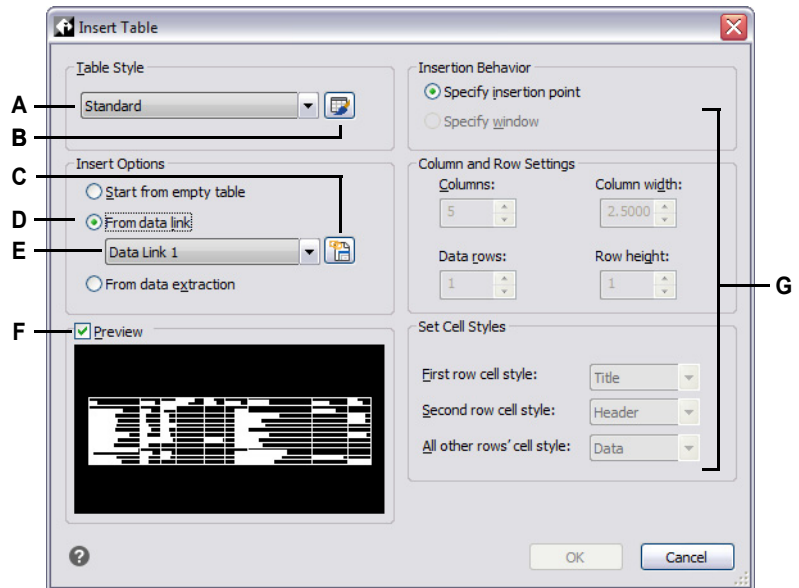 Insert Table
Table Style
A
Standard
B
Insertion Behavior
Specify insertion point
Specify window
C
Insert Options
Start from empty table
D
From data link
E
Data Link 1
From data extraction
Column and Row Settings
Columns:
Column width:
5
2.5000
Data rows:
Row height:
1
1
G
F
Preview
Set Cell Styles
First row cell style:
Title
Second row cell style:
Header
All other rows' cell style:
Data
?
OK
Cancel